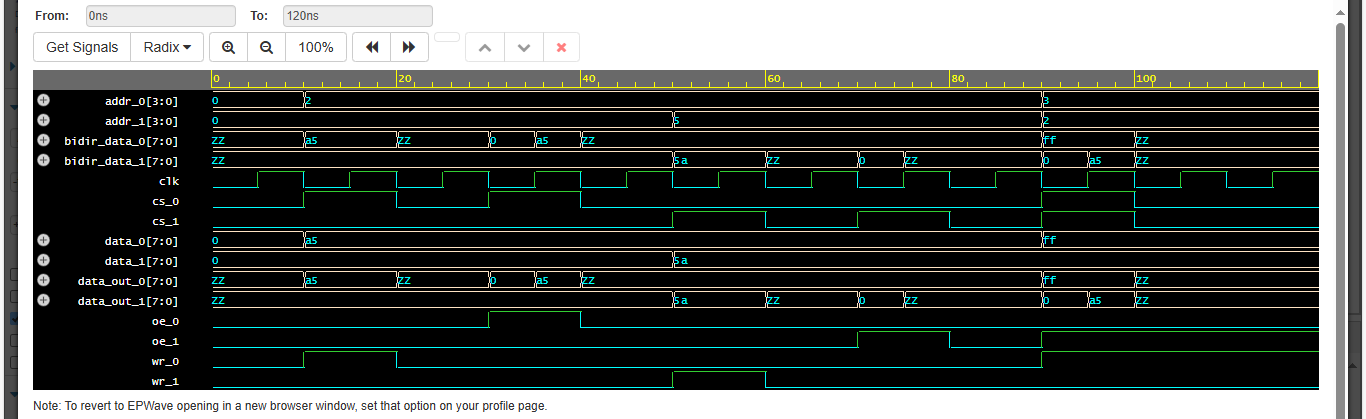 From: 0ns To: 120ns
Get Signals Radix 100%
0 20 40 60 80 100
addr_0[3:0] 0 2 3
addr_1[3:0] 0 5 2
bidir_data_0[7:0] ZZ a5 ZZ 0 a5 ZZ ff ZZ
bidir_data_1[7:0] ZZ 5a ZZ 0 ZZ 0 a5 ZZ
clk
cs_0
cs_1
data_0[7:0] 0 a5 ff
data_1[7:0] 0 5a
data_out_0[7:0] ZZ a5 ZZ 0 a5 ZZ ff ZZ
data_out_1[7:0] ZZ 5a ZZ 0 ZZ 0 a5 ZZ
oe_0
oe_1
wr_0
wr_1
Note: To revert to EPWave opening in a new browser window, set that option on your profile page.